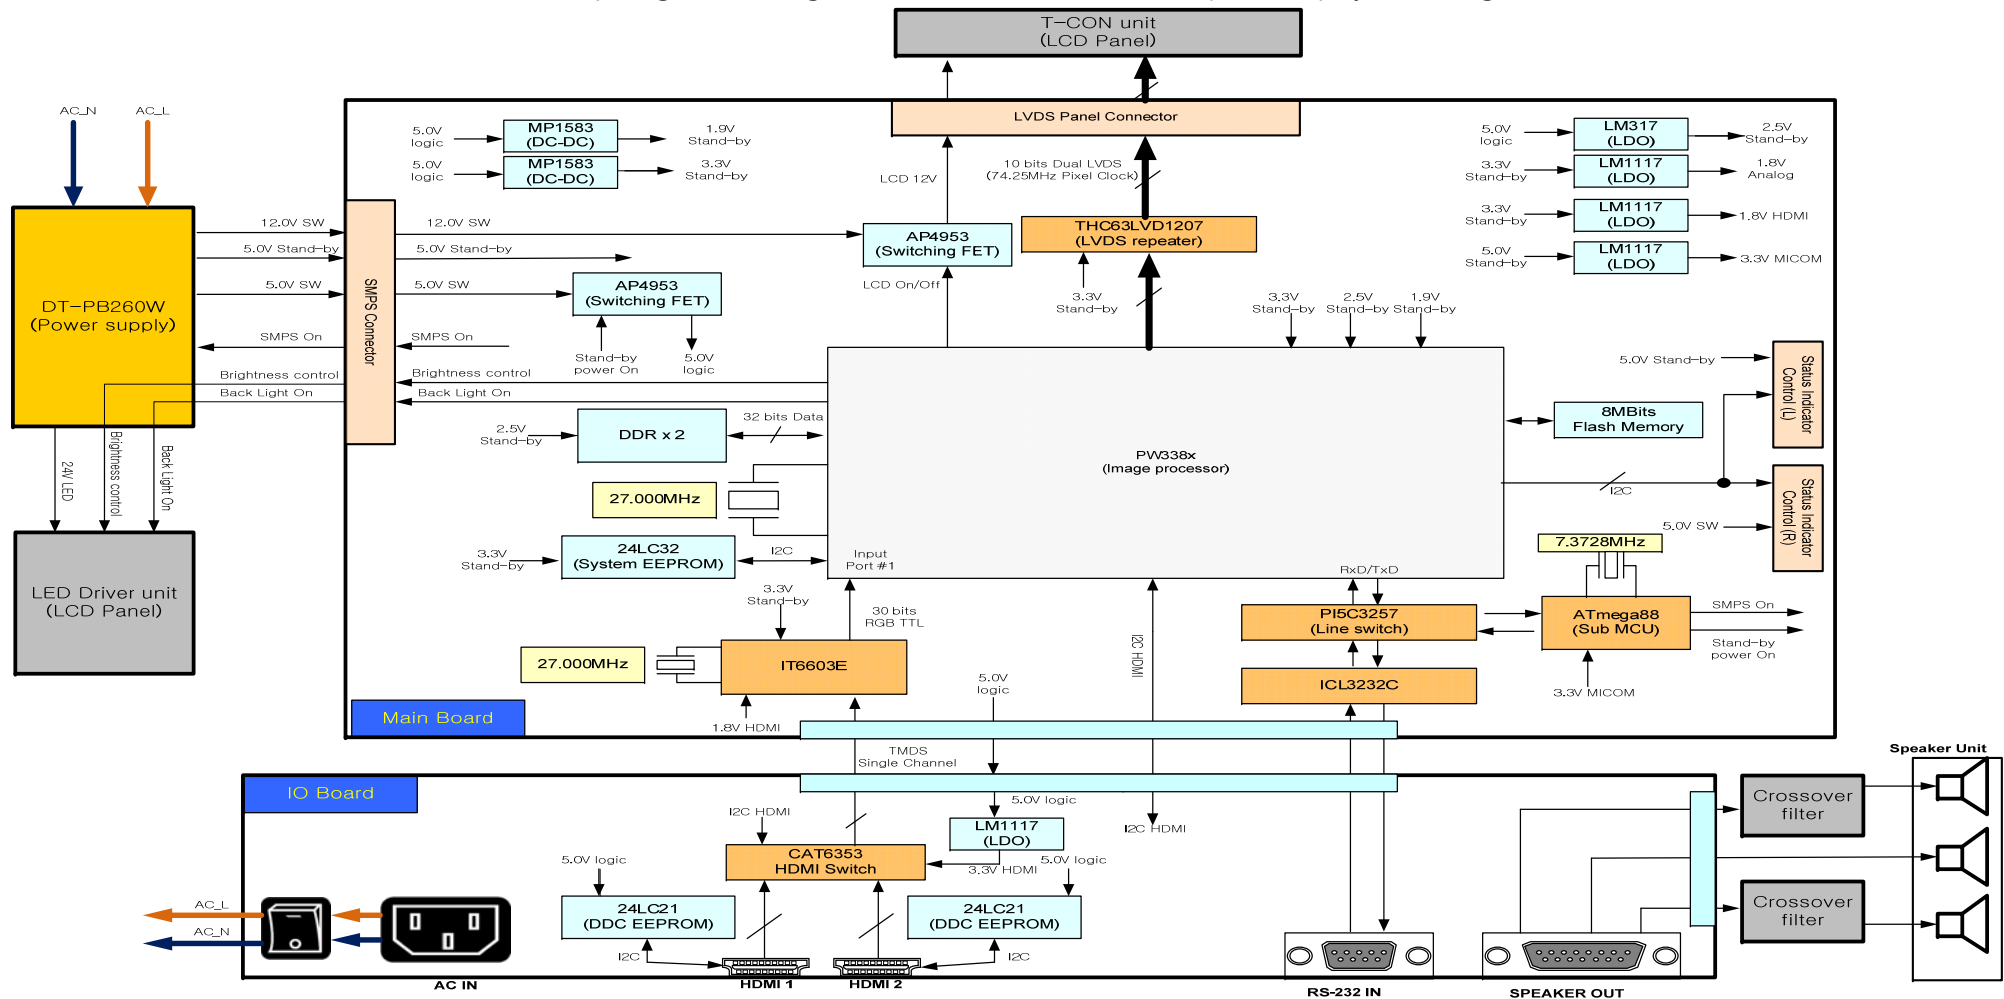 T-CON unit
(LCD Panel)
AC_N
AC_L
LVDS Panel Connector
5.0V
logic
MP1583
(DC-DC)
1.9V
Stand-by
5.0V
logic
MP1583
(DC-DC)
3.3V
Stand-by
LCD 12V
10 bits Dual LVDS
(74.25MHz Pixel Clock)
5.0V
logic
LM317
(LDO)
2.5V
Stand-by
3.3V
Stand-by
LM1117
(LDO)
1.8V
Analog
3.3V
Stand-by
LM1117
(LDO)
1.8V HDMI
5.0V
Stand-by
LM1117
(LDO)
3.3V MICOM
DT-PB260W
(Power supply)
12.0V SW
5.0V Stand-by
5.0V SW
SMPS On
Brightness control
Back Light On
SMPS Connector
12.0V SW
5.0V Stand-by
5.0V SW
SMPS On
Brightness control
Back Light On
AP4953
(Switching FET)
Stand-by
power On
5.0V
logic
AP4953
(Switching FET)
LCD On/Off
THC63LVD1207
(LVDS repeater)
3.3V
Stand-by
3.3V
Stand-by
2.5V
Stand-by
1.9V
Stand-by
24V LED
Brightness control
Back Light On
LED Driver unit
(LCD Panel)
2.5V
Stand-by
DDR x 2
32 bits Data
27.000MHz
3.3V
Stand-by
24LC32
(System EEPROM)
I2C
PW338x
(Image processor)
Input
Port #1
RxD/TxD
5.0V Stand-by
Status Indicator
Control (L)
8MBits
Flash Memory
I2C
5.0V SW
Status Indicator
Control (R)
7.3728MHz
3.3V
Stand-by
30 bits
RGB TTL
27.000MHz
IT6603E
1.8V HDMI
5.0V
logic
I2C HDMI
PI5C3257
(Line switch)
ICL3232C
ATmega88
(Sub MCU)
SMPS On
Stand-by
power On
3.3V MICOM
Main Board
TMDS
Single Channel
IO Board
I2C HDMI
5.0V logic
LM1117
(LDO)
I2C HDMI
CAT6353
HDMI Switch
3.3V HDMI
5.0V logic
5.0V logic
24LC21
(DDC EEPROM)
24LC21
(DDC EEPROM)
I2C
I2C
AC_L
AC_N
AC IN
HDMI 1
HDMI 2
RS-232 IN
SPEAKER OUT
Speaker Unit
Crossover
filter
Crossover
filter